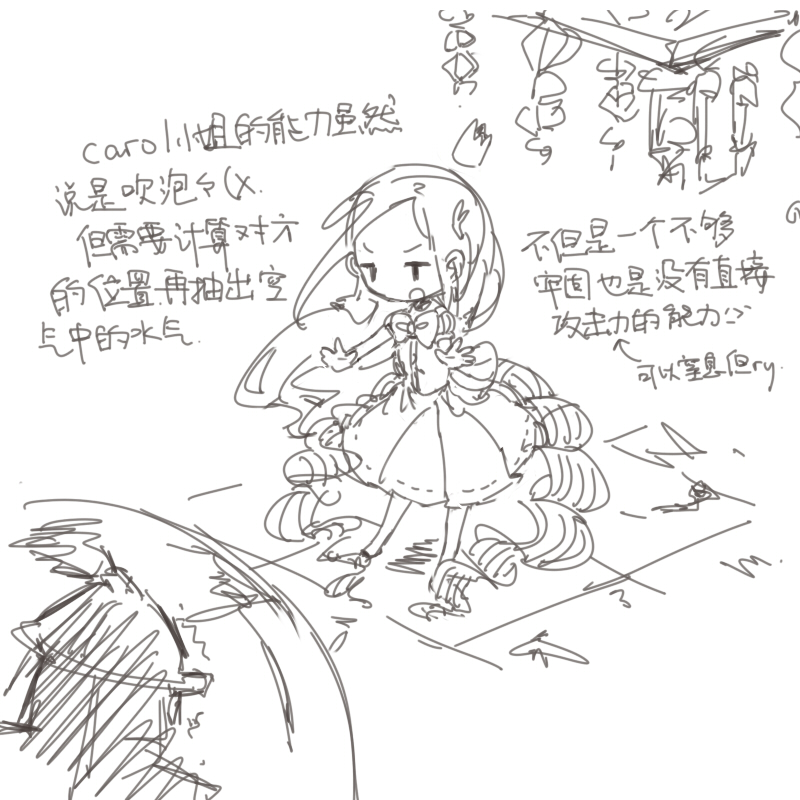 carol小姐的能力虽然
说是吹泡々(x.
但需要计算对方
的位置再抽出空
气中的水气.
不但是一个不够
牢固也是没有直接
攻击力的能力:>
可以窒息但ry.